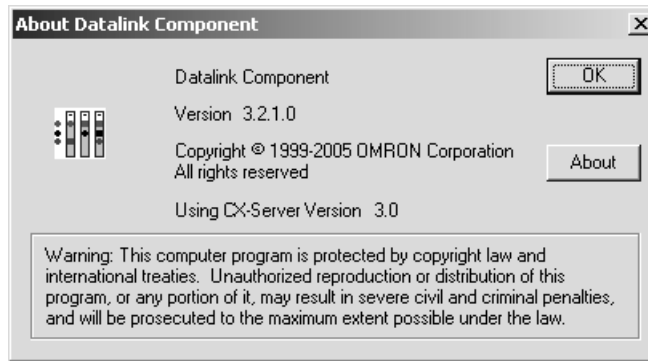 About Datalink Component
Datalink Component
OK
Version 3.2.1.0
Copyright © 1999-2005 OMRON Corporation
All rights reserved
About
Using CX-Server Version 3.0
Warning: This computer program is protected by copyright law and
international treaties. Unauthorized reproduction or distribution of this
program, or any portion of it, may result in severe civil and criminal penalties,
and will be prosecuted to the maximum extent possible under the law.